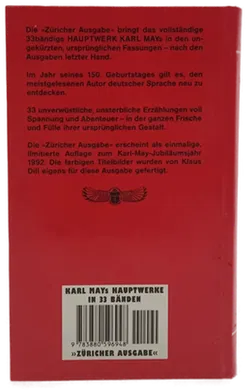 Die »Züricher Ausgabe« bringt das vollständige
33bändige HAUPTWERK KARL MAYs in den un-
gekürzten, ursprünglichen Fassungen – nach den
Ausgaben letzter Hand.
Im Jahr seines 150. Geburtstages gilt es, den
meistgelesenen Autor deutscher Sprache neu zu
entdecken.
33 unverwüstliche, unsterbliche Erzählungen voll
Spannung und Abenteuer – in der ganzen Frische
und Fülle ihrer ursprünglichen Gestalt.
Die »Züricher Ausgabe« erscheint als einmalige,
limitierte Auflage zum Karl-May-Jubiläumsjahr
1992. Die farbigen Titelbilder wurden von Klaus
Dill eigens für diese Ausgabe gefertigt.
KARL MAYs HAUPTWERKE
IN 33 BÄNDEN
9783880596948
»ZÜRICHER AUSGABE«